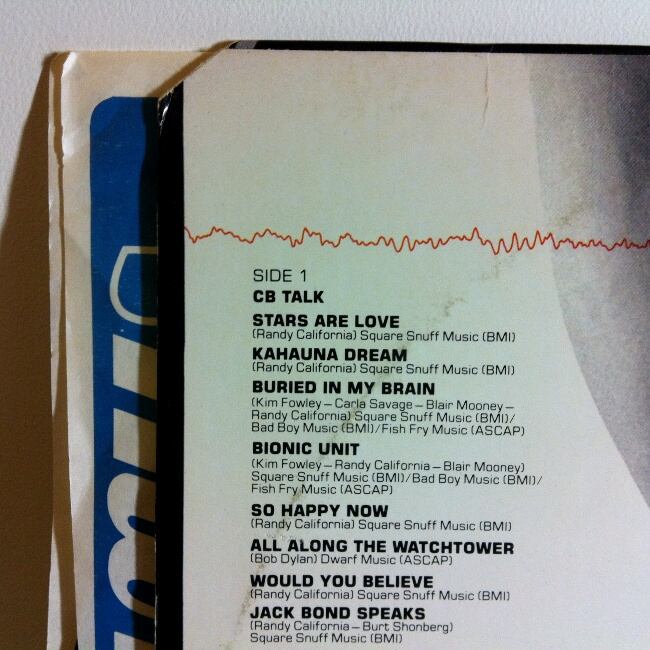 SIDE 1
CB TALK
STARS ARE LOVE
(Randy California) Square Snuff Music (BMI)
KAHAUNA DREAM
(Randy California) Square Snuff Music (BMI)
BURIED IN MY BRAIN
(Kim Fowley – Carla Savage – Blair Mooney –
Randy California) Square Snuff Music (BMI)/
Bad Boy Music (BMI)/Fish Fry Music (ASCAP)
BIONIC UNIT
(Kim Fowley – Randy California – Blair Mooney)
Square Snuff Music (BMI)/Bad Boy Music (BMI)/
Fish Fry Music (ASCAP)
SO HAPPY NOW
(Randy California) Square Snuff Music (BMI)
ALL ALONG THE WATCHTOWER
(Bob Dylan) Dwarf Music (ASCAP)
WOULD YOU BELIEVE
(Randy California) Square Snuff Music (BMI)
JACK BOND SPEAKS
(Randy California – Burt Shonberg)
Square Snuff Music (BMI)